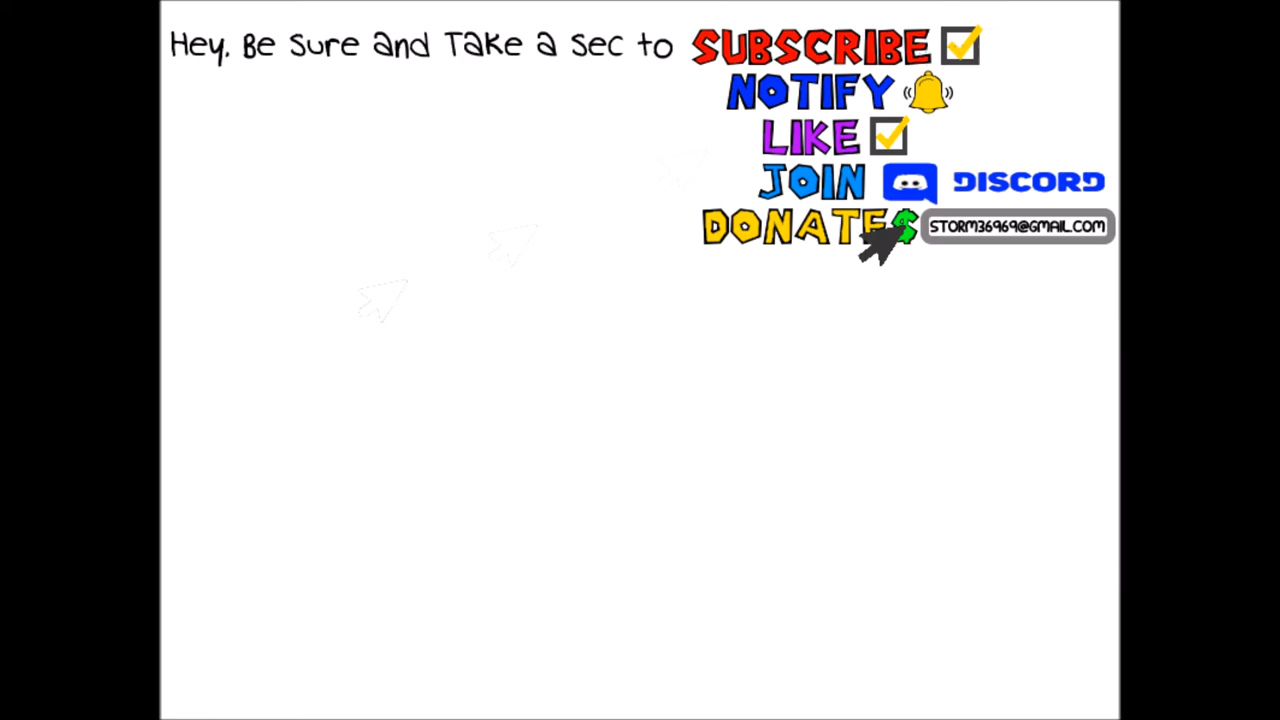 Hey. Be Sure and Take a Sec to SUBSCRIBE
NOTIFY
LIKE
JOIN DISCORD
DONATE$ STORM36969@GMAIL.COM